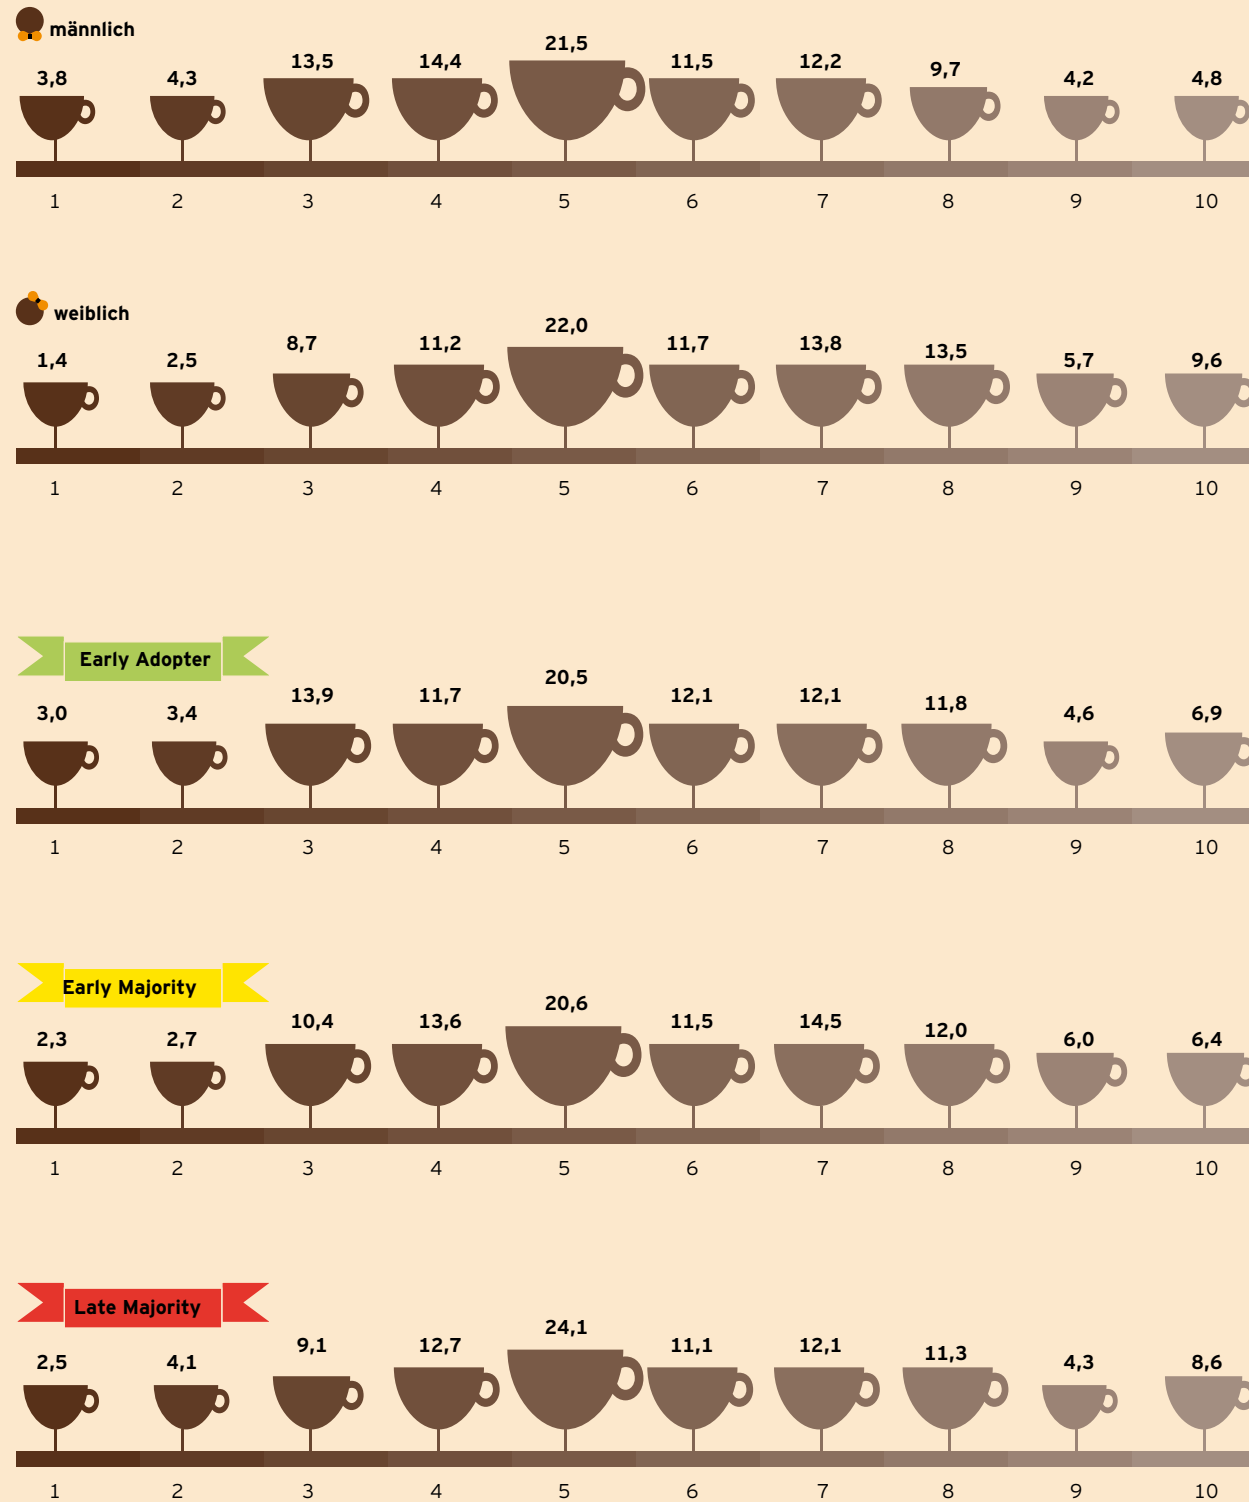 männlich
3,8 4,3 13,5 14,4 21,5 11,5 12,2 9,7 4,2 4,8
1 2 3 4 5 6 7 8 9 10
weiblich
1,4 2,5 8,7 11,2 22,0 11,7 13,8 13,5 5,7 9,6
1 2 3 4 5 6 7 8 9 10
Early Adopter
3,0 3,4 13,9 11,7 20,5 12,1 12,1 11,8 4,6 6,9
1 2 3 4 5 6 7 8 9 10
Early Majority
2,3 2,7 10,4 13,6 20,6 11,5 14,5 12,0 6,0 6,4
1 2 3 4 5 6 7 8 9 10
Late Majority
2,5 4,1 9,1 12,7 24,1 11,1 12,1 11,3 4,3 8,6
1 2 3 4 5 6 7 8 9 10